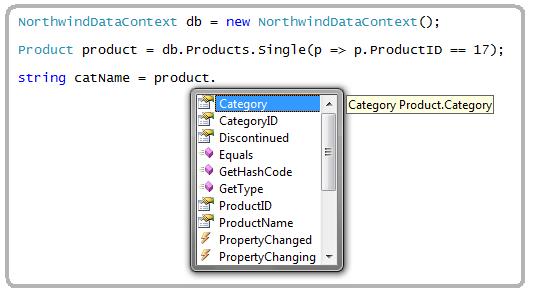 NorthwindDataContext db = new NorthwindDataContext();
Product product = db.Products.Single(p => p.ProductID == 17);
string catName = product.
Category
Category Product.Category
CategoryID
Discontinued
Equals
GetHashCode
GetType
ProductID
ProductName
PropertyChanged
PropertyChanging